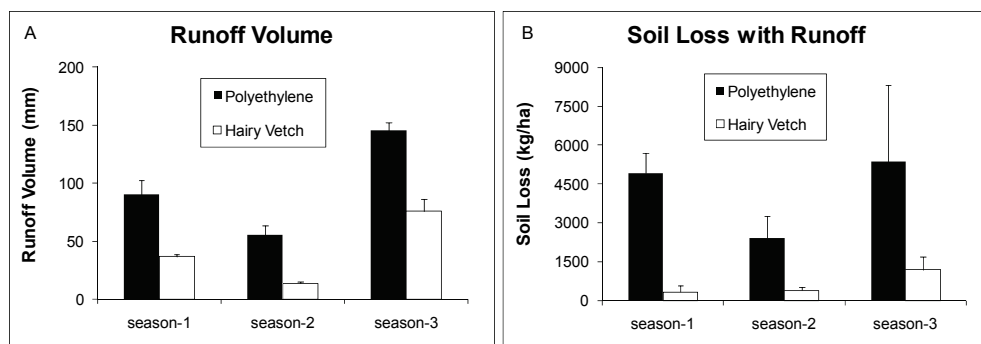 A
Runoff Volume
Runoff Volume (mm)
200
150
100
50
0
Polyethylene
Hairy Vetch
season-1 season-2 season-3
B
Soil Loss with Runoff
Soil Loss (kg/ha)
9000
7500
6000
4500
3000
1500
0
Polyethylene
Hairy Vetch
season-1 season-2 season-3